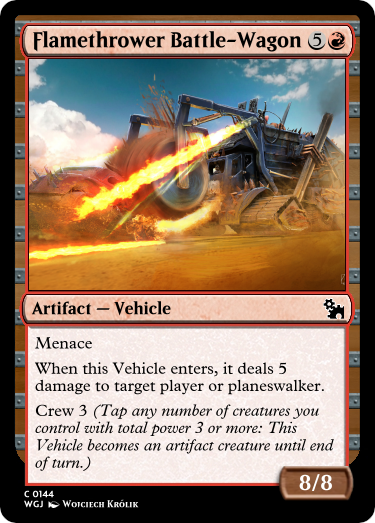 Flamethrower Battle-Wagon 5
Artifact — Vehicle
Menace
When this Vehicle enters, it deals 5
damage to target player or planeswalker.
Crew 3 (Tap any number of creatures you
control with total power 3 or more: This
Vehicle becomes an artifact creature until end
of turn.)
8/8
C 0144
WGJ Wojciech Królik